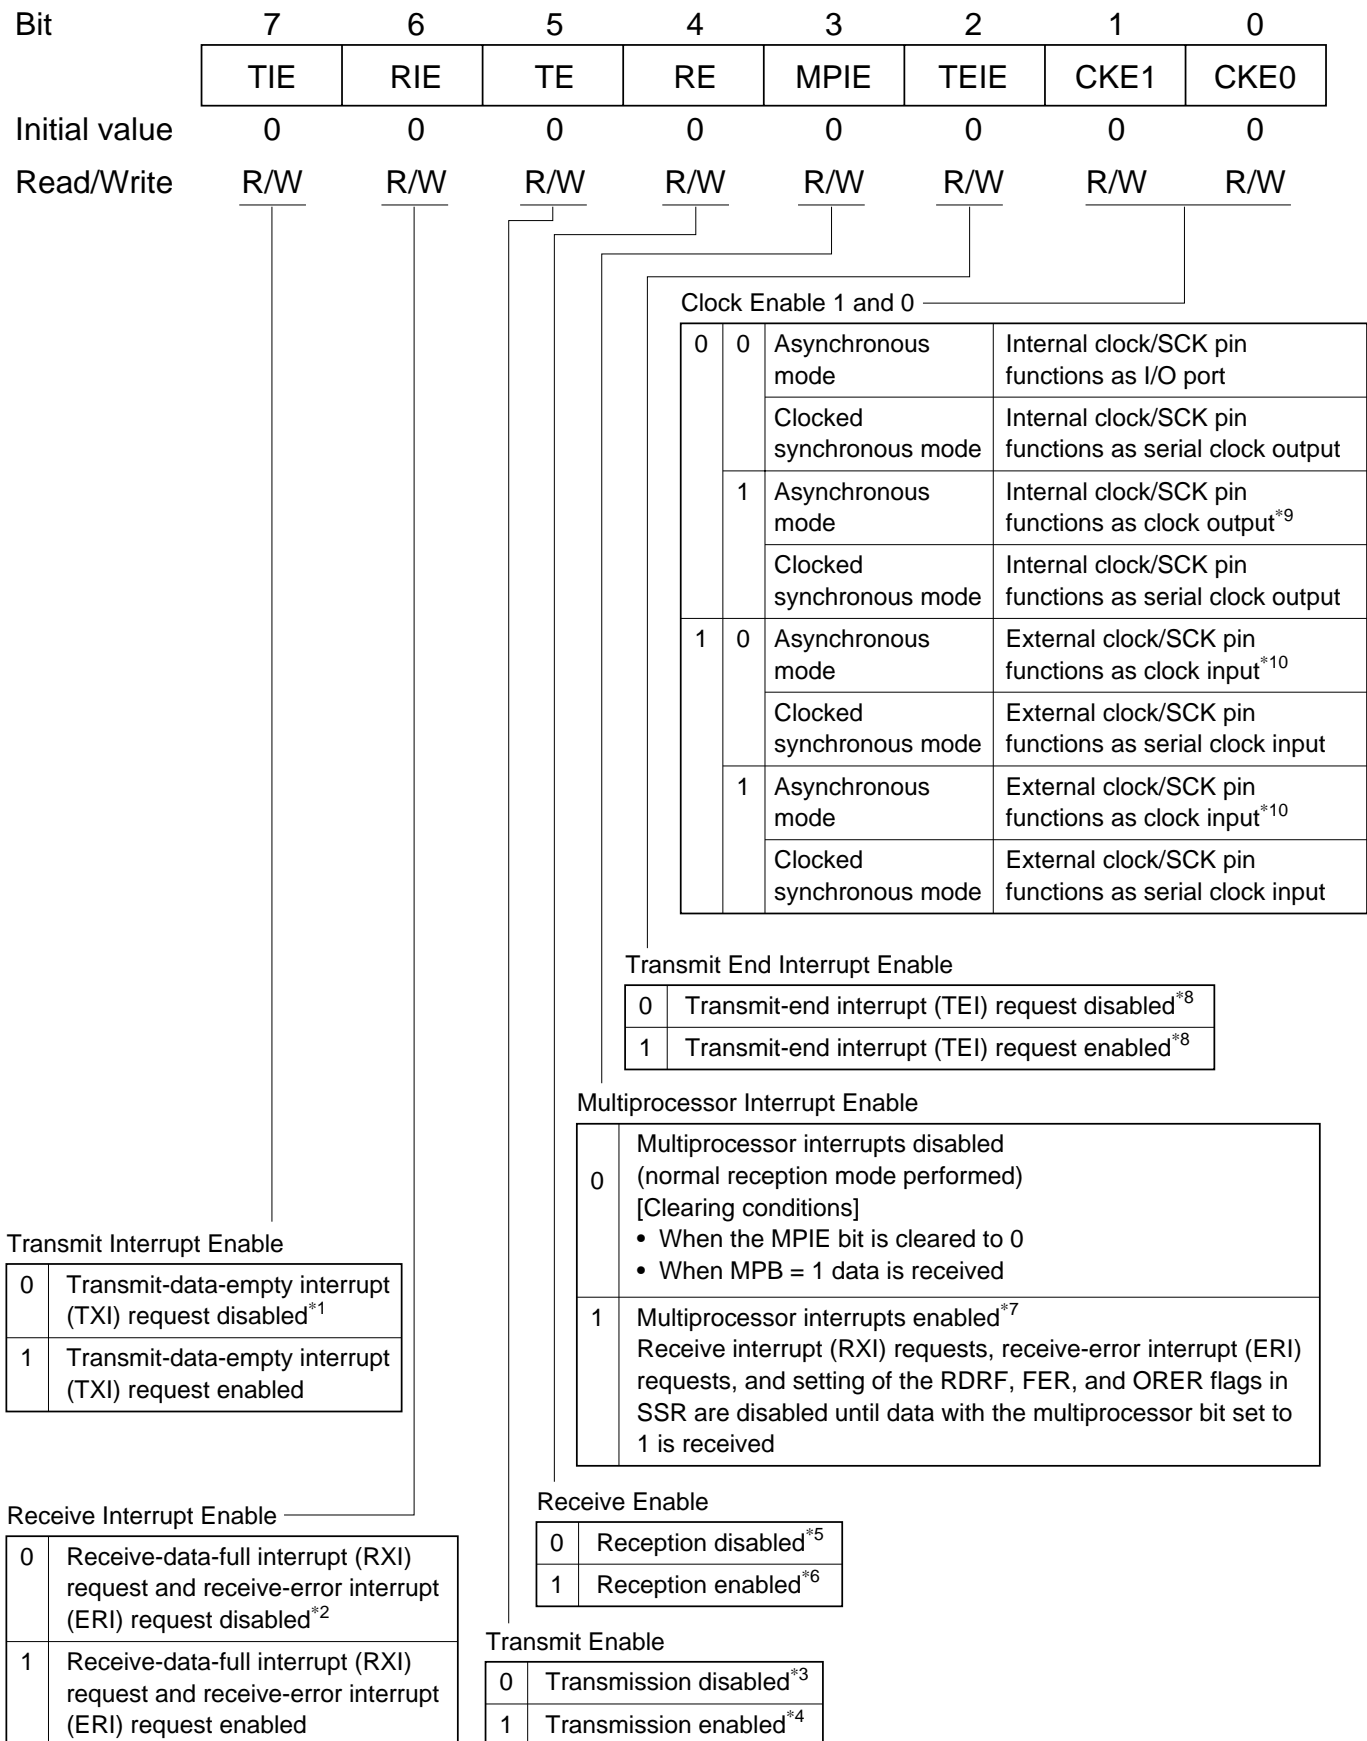 Bit 7 6 5 4 3 2 1 0
TIE RIE TE RE MPIE TEIE CKE1 CKE0
Initial value 0 0 0 0 0 0 0 0
Read/Write R/W R/W R/W R/W R/W R/W R/W R/W
Clock Enable 1 and 0
0 0 Asynchronous mode Internal clock/SCK pin functions as I/O port
Clocked synchronous mode Internal clock/SCK pin functions as serial clock output
1 Asynchronous mode Internal clock/SCK pin functions as clock output*9
Clocked synchronous mode Internal clock/SCK pin functions as serial clock output
1 0 Asynchronous mode External clock/SCK pin functions as clock input*10
Clocked synchronous mode External clock/SCK pin functions as serial clock input
1 Asynchronous mode External clock/SCK pin functions as clock input*10
Clocked synchronous mode External clock/SCK pin functions as serial clock input
Transmit End Interrupt Enable
0 Transmit-end interrupt (TEI) request disabled*8
1 Transmit-end interrupt (TEI) request enabled*8
Multiprocessor Interrupt Enable
0 Multiprocessor interrupts disabled
(normal reception mode performed)
[Clearing conditions]
• When the MPIE bit is cleared to 0
• When MPB = 1 data is received
1 Multiprocessor interrupts enabled*7
Receive interrupt (RXI) requests, receive-error interrupt (ERI)
requests, and setting of the RDRF, FER, and ORER flags in
SSR are disabled until data with the multiprocessor bit set to
1 is received
Transmit Interrupt Enable
0 Transmit-data-empty interrupt
(TXI) request disabled*1
1 Transmit-data-empty interrupt
(TXI) request enabled
Receive Enable
0 Reception disabled*5
1 Reception enabled*6
Receive Interrupt Enable
0 Receive-data-full interrupt (RXI)
request and receive-error interrupt
(ERI) request disabled*2
1 Receive-data-full interrupt (RXI)
request and receive-error interrupt
(ERI) request enabled
Transmit Enable
0 Transmission disabled*3
1 Transmission enabled*4